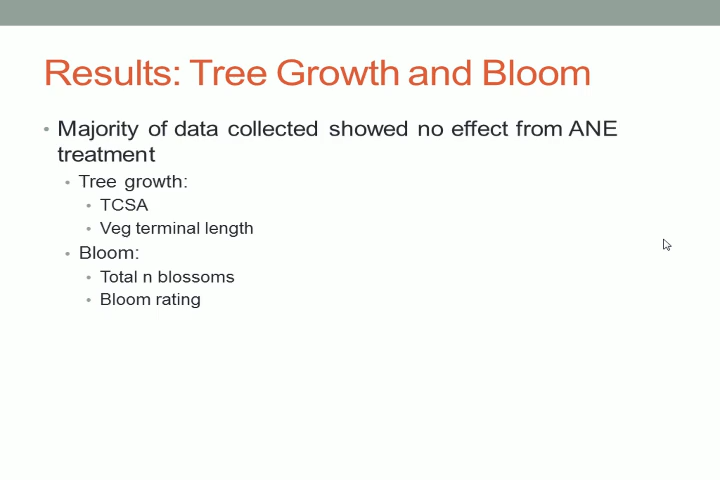 Results: Tree Growth and Bloom
• Majority of data collected showed no effect from ANE
treatment
• Tree growth:
• TCSA
• Veg terminal length
• Bloom:
• Total n blossoms
• Bloom rating